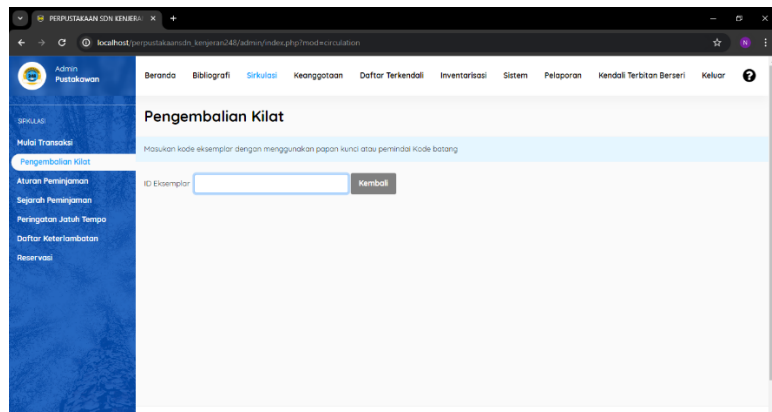 PERPUSTAKAAN SDN KENJERA
localhost/perpustakaansdn_kenjeran248/admin/index.php?mod=circulation
N
Admin
Pustakawan
Beranda Bibliografi Sirkulasi Keanggotaan Daftar Terkendali Inventarisasi Sistem Pelaporan Kendali Terbitan Berseri Keluar ?
SIRKULASI
Mulai Transaksi
Pengembalian Kilat
Aturan Peminjaman
Sejarah Peminjaman
Peringatan Jatuh Tempo
Daftar Keterlambatan
Reservasi
Pengembalian Kilat
Masukan kode eksemplar dengan menggunakan papan kunci atau pemindai Kode batang
ID Eksemplar
Kembali